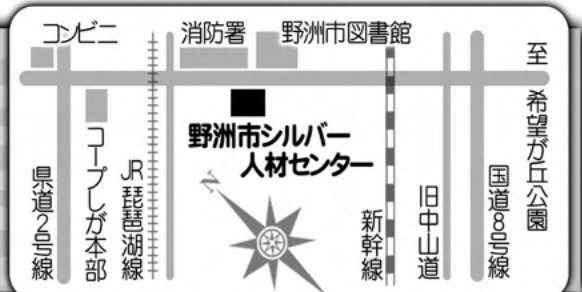 コンビニ
消防署
野洲市図書館
至 希望が丘公園
野洲市シルバー
人材センター
県道2号線
コープしが本部
JR琵琶湖線
N
新幹線
旧中山道
国道8号線